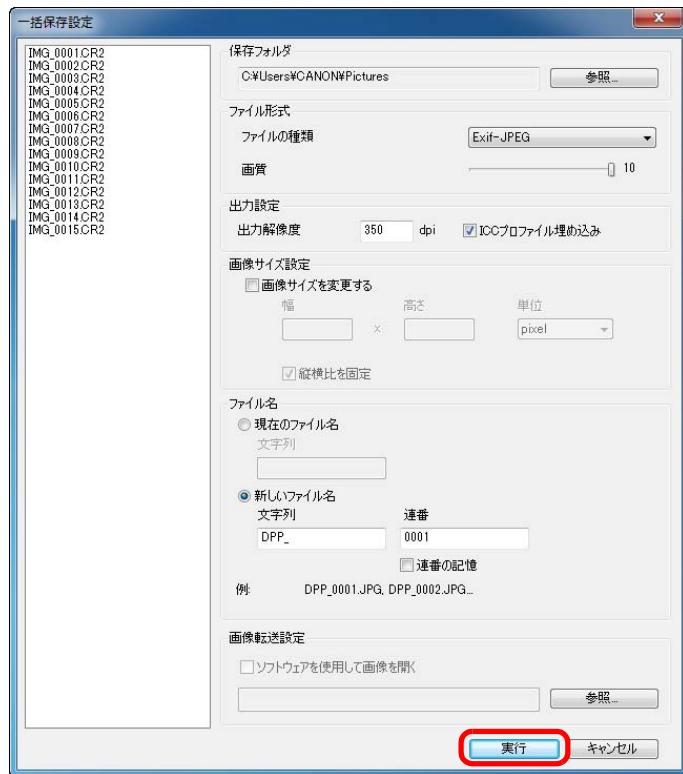 一括保存設定
IMG_0001.CR2
IMG_0002.CR2
IMG_0003.CR2
IMG_0004.CR2
IMG_0005.CR2
IMG_0006.CR2
IMG_0007.CR2
IMG_0008.CR2
IMG_0009.CR2
IMG_0010.CR2
IMG_0011.CR2
IMG_0012.CR2
IMG_0013.CR2
IMG_0014.CR2
IMG_0015.CR2
保存フォルダ
C:¥Users¥CANON¥Pictures 参照...
ファイル形式
ファイルの種類 Exif-JPEG
画質 10
出力設定
出力解像度 350 dpi ICCプロファイル埋め込み
画像サイズ設定
画像サイズを変更する
幅 高さ 単位
x pixel
縦横比を固定
ファイル名
現在のファイル名
文字列
新しいファイル名
文字列 連番
DPP_ 0001
連番の記憶
例: DPP_0001.JPG, DPP_0002.JPG...
画像転送設定
ソフトウェアを使用して画像を開く
参照...
実行 キャンセル